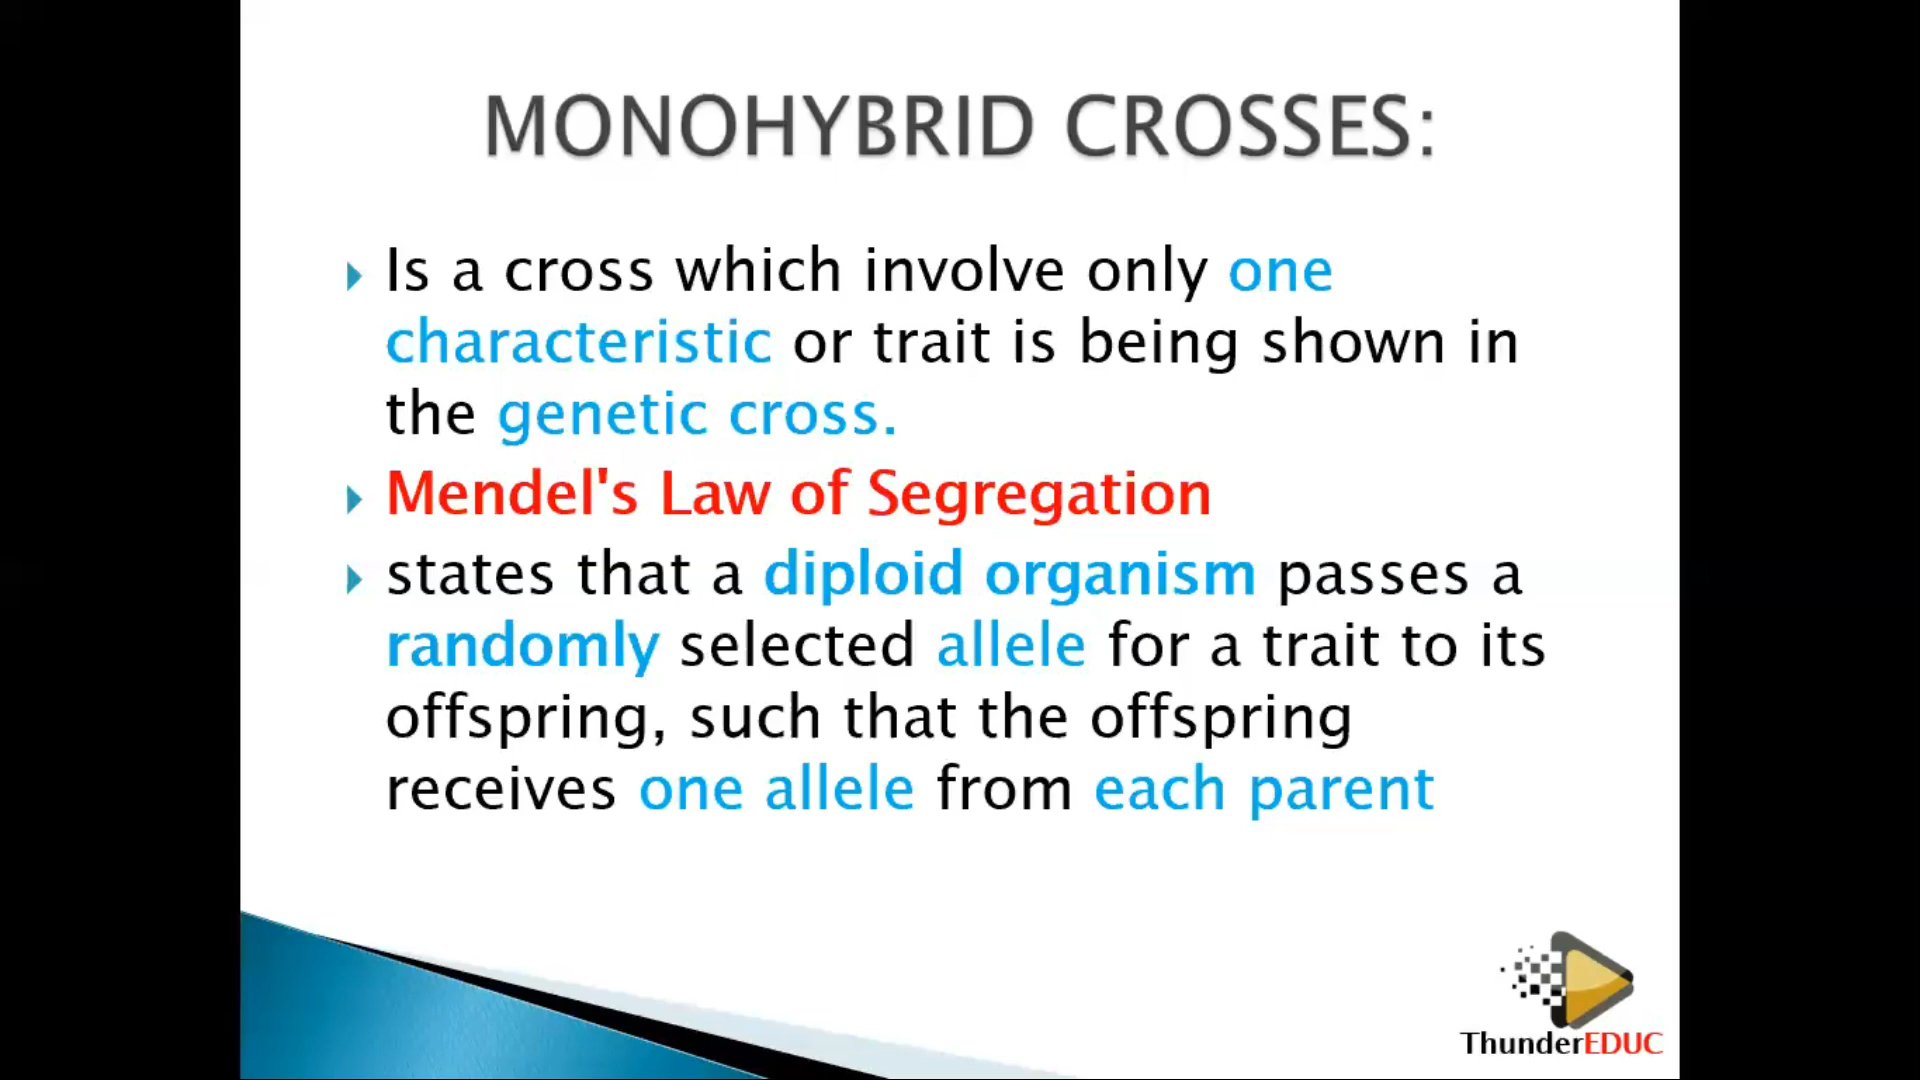 MONOHYBRID CROSSES:
Is a cross which involve only one
characteristic or trait is being shown in
the genetic cross.
Mendel's Law of Segregation
states that a diploid organism passes a
randomly selected allele for a trait to its
offspring, such that the offspring
receives one allele from each parent
ThunderEDUC